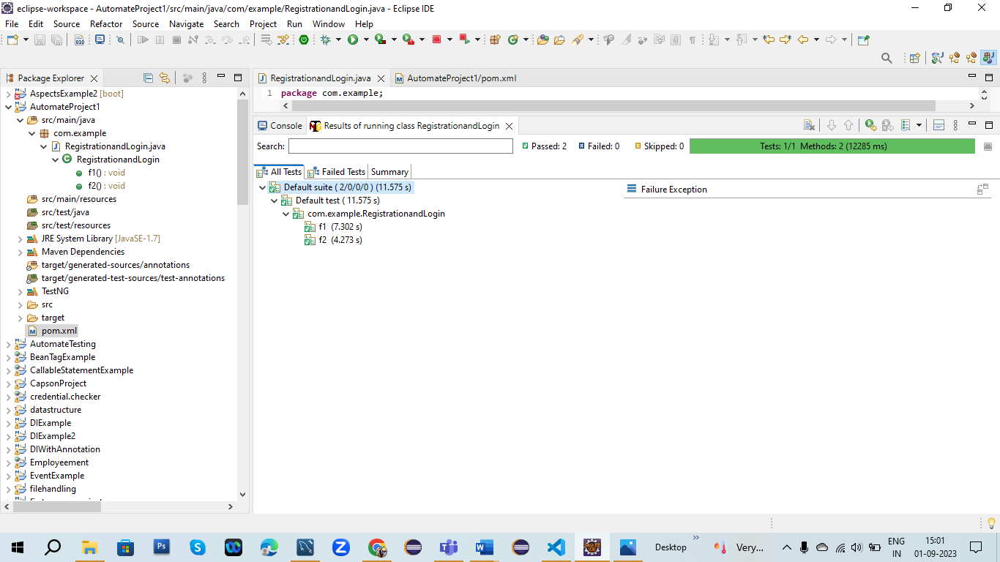 eclipse-workspace - AutomateProject1/src/main/java/com/example/RegistrationandLogin.java - Eclipse IDE
File Edit Source Refactor Source Navigate Search Project Run Window Help
Package Explorer
AspectsExample2 [boot]
AutomateProject1
src/main/java
com.example
RegistrationandLogin.java
RegistrationandLogin
f1() : void
f2() : void
src/main/resources
src/test/java
src/test/resources
JRE System Library [JavaSE-1.7]
Maven Dependencies
target/generated-sources/annotations
target/generated-test-sources/test-annotations
TestNG
src
target
pom.xml
AutomateTesting
BeanTagExample
CallableStatementExample
CapsonProject
credential.checker
datastructure
DIExample
DIExample2
DIWithAnnotation
Employeement
EventExample
filehandling
RegistrationandLogin.java AutomateProject1/pom.xml
1 package com.example;
Console Results of running class RegistrationandLogin
Search: Passed: 2 Failed: 0 Skipped: 0 Tests: 1/1 Methods: 2 (12285 ms)
All Tests Failed Tests Summary
Default suite ( 2/0/0/0 ) (11.575 s)
Default test ( 11.575 s)
com.example.RegistrationandLogin
f1 (7.302 s)
f2 (4.273 s)
Failure Exception
Desktop Very... ENG
IN
15:01
01-09-2023